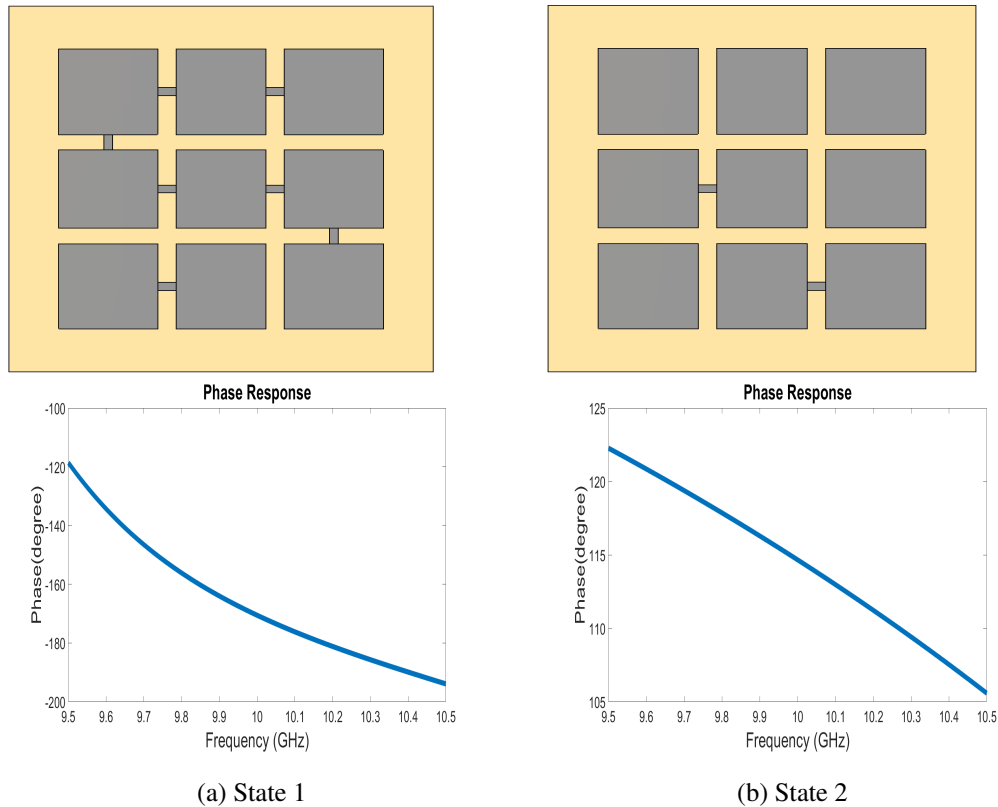 Phase Response
-100
-120
-140
-160
-180
-200
Phase(degree)
9.5 9.6 9.7 9.8 9.9 10 10.1 10.2 10.3 10.4 10.5
Frequency (GHz)
(a) State 1
Phase Response
125
120
115
110
105
Phase(degree)
9.5 9.6 9.7 9.8 9.9 10 10.1 10.2 10.3 10.4 10.5
Frequency (GHz)
(b) State 2